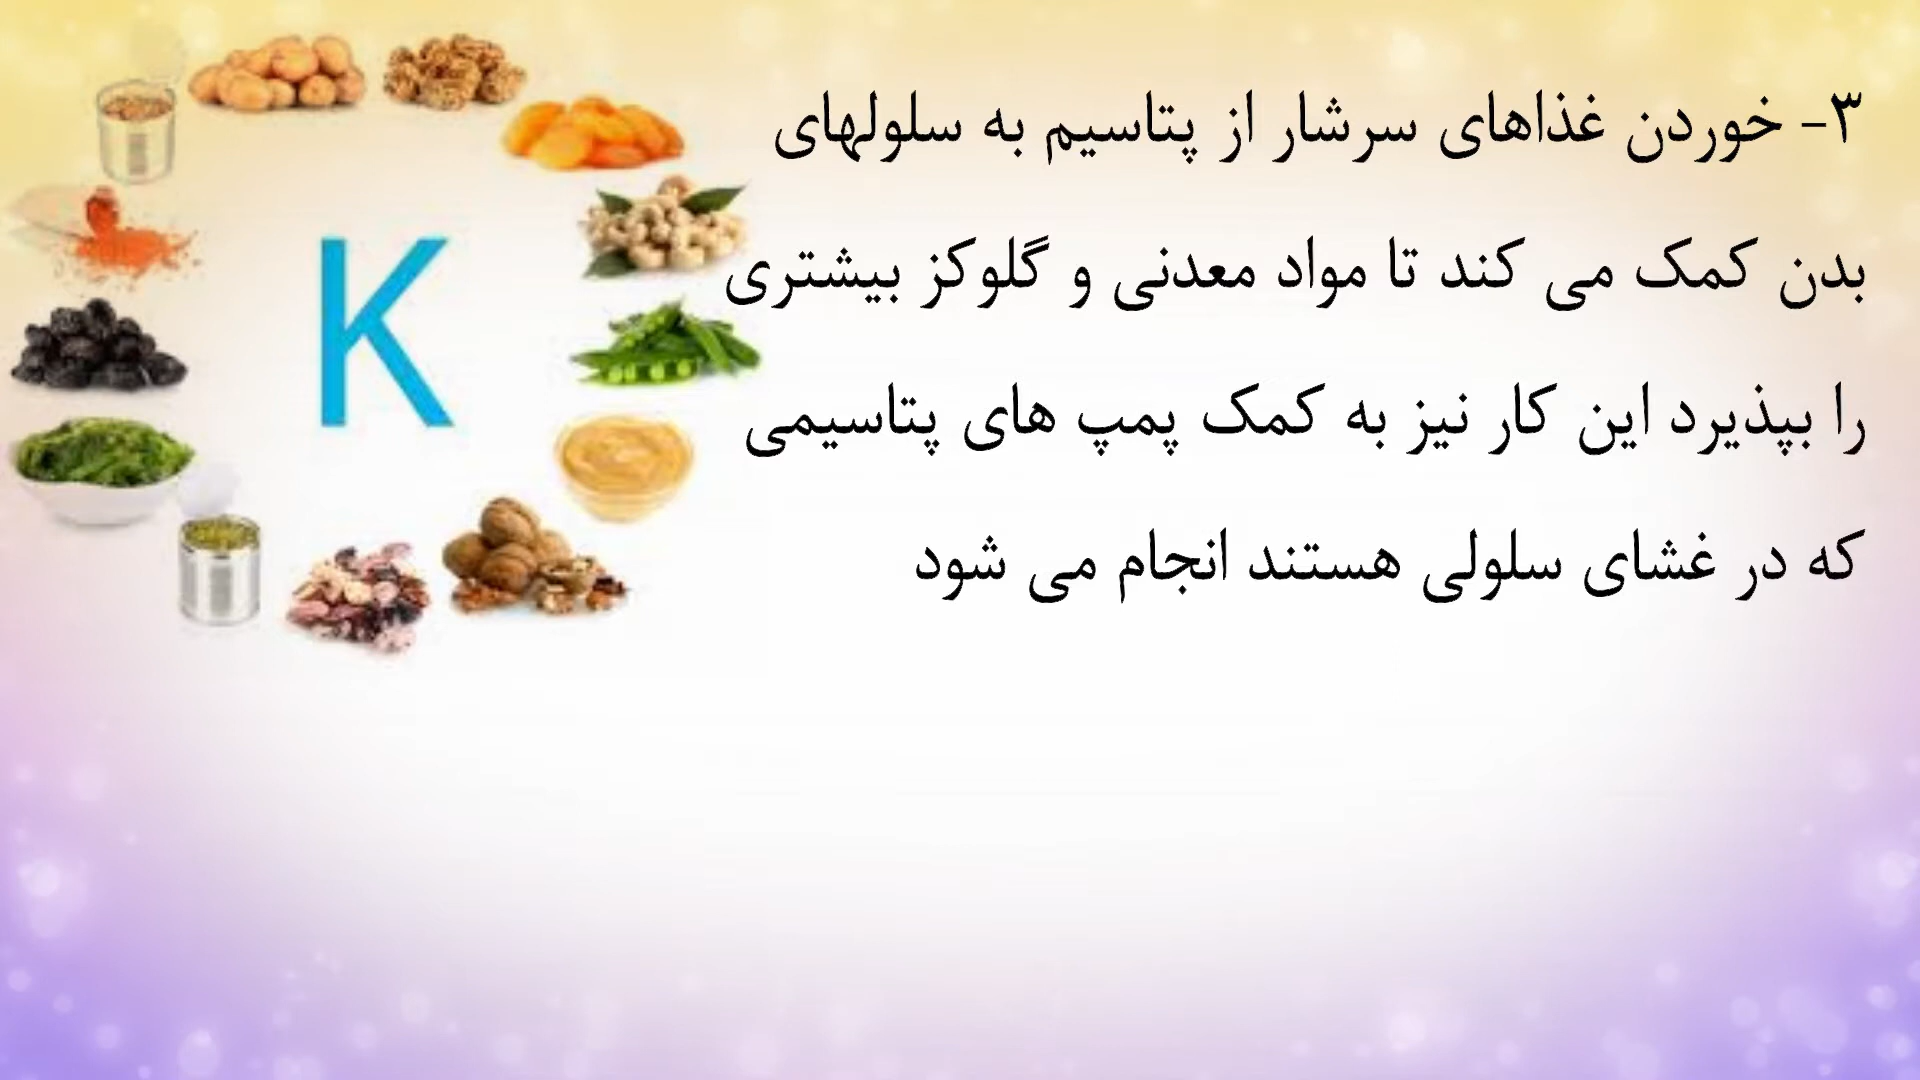 ۳- خوردن غذاهای سرشار از پتاسیم به سلولهای
بدن کمک می کند تا مواد معدنی و گلوکز بیشتری
را بپذیرد این کار نیز به کمک پمپ های پتاسیمی
که در غشای سلولی هستند انجام می شود
K